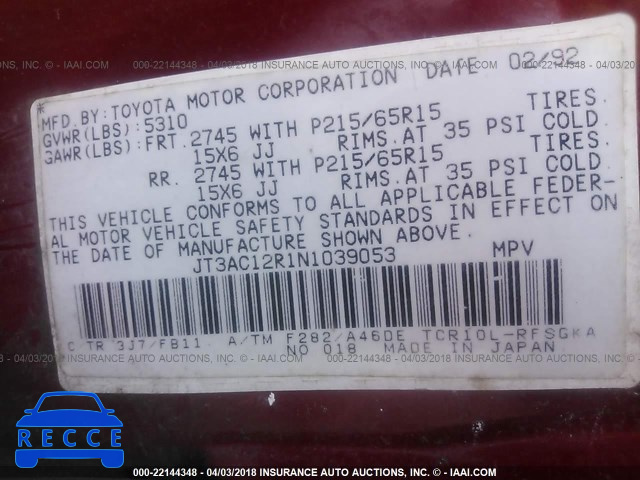 000-22144348 - 04/03/2018 INSURANCE AUTO AUCTIONS, INC. - © - IAAI.COM
MFD. BY: TOYOTA MOTOR CORPORATION DATE 02/92
GVWR(LBS):5310
GAWR(LBS):FRT. 2745 WITH P215/65R15 TIRES.
15X6 JJ RIMS. AT 35 PSI COLD
RR. 2745 WITH P215/65R15 TIRES.
15X6 JJ RIMS. AT 35 PSI COLD
THIS VEHICLE CONFORMS TO ALL APPLICABLE FEDER-
AL MOTOR VEHICLE SAFETY STANDARDS IN EFFECT ON
THE DATE OF MANUFACTURE SHOWN ABOVE.
JT3AC12R1N1039053 MPV
C TR 3J7/FB11. A/TM F282/A46DE TCR10L-RFSGKA
NO 018 MADE IN JAPAN
RECCE
000-22144348 - 04/03/2018 INSURANCE AUTO AUCTIONS, INC. - © - IAAI.COM